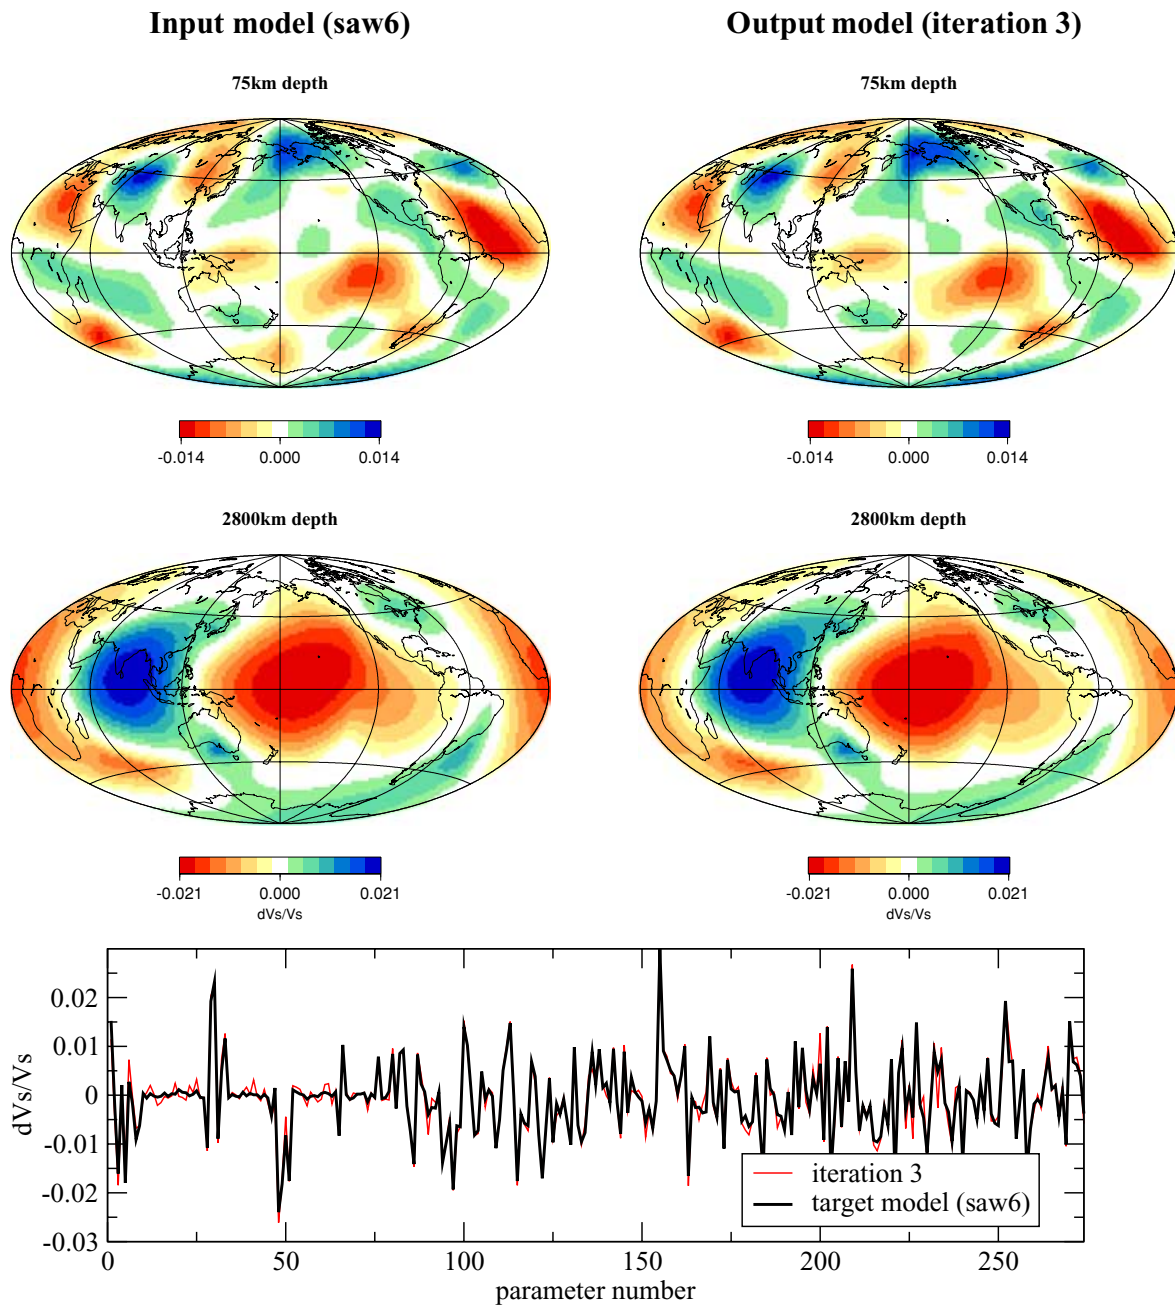 Input model (saw6)
Output model (iteration 3)
75km depth
75km depth
-0.014 0.000 0.014
-0.014 0.000 0.014
2800km depth
2800km depth
-0.021 0.000 0.021
dVs/Vs
-0.021 0.000 0.021
dVs/Vs
dVs/Vs
0.02
0.01
0
-0.01
-0.02
-0.03
iteration 3
target model (saw6)
0 50 100 150 200 250
parameter number